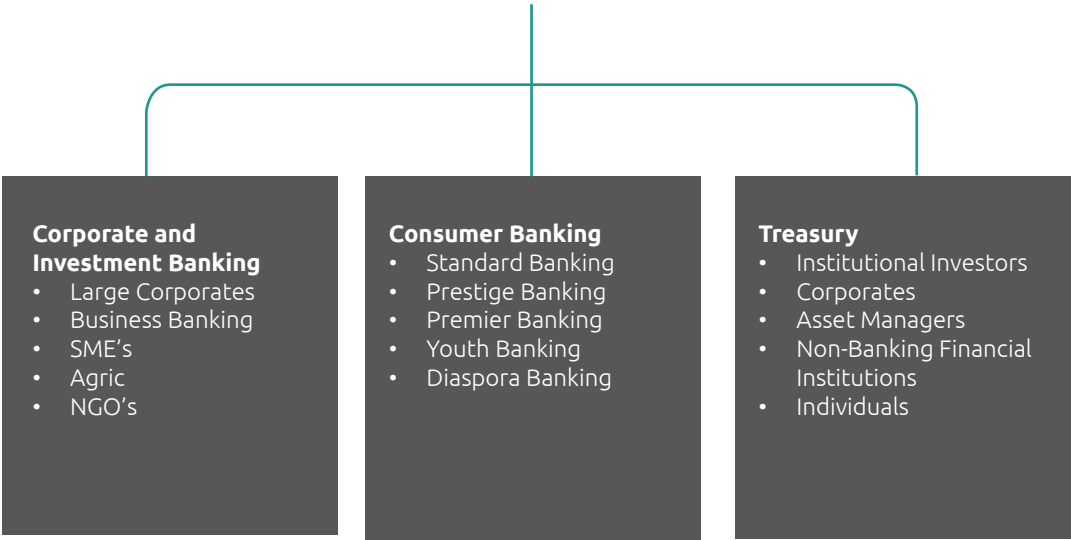 Corporate and
Investment Banking
• Large Corporates
• Business Banking
• SME's
• Agric
• NGO's
Consumer Banking
• Standard Banking
• Prestige Banking
• Premier Banking
• Youth Banking
• Diaspora Banking
Treasury
• Institutional Investors
• Corporates
• Asset Managers
• Non-Banking Financial
Institutions
• Individuals